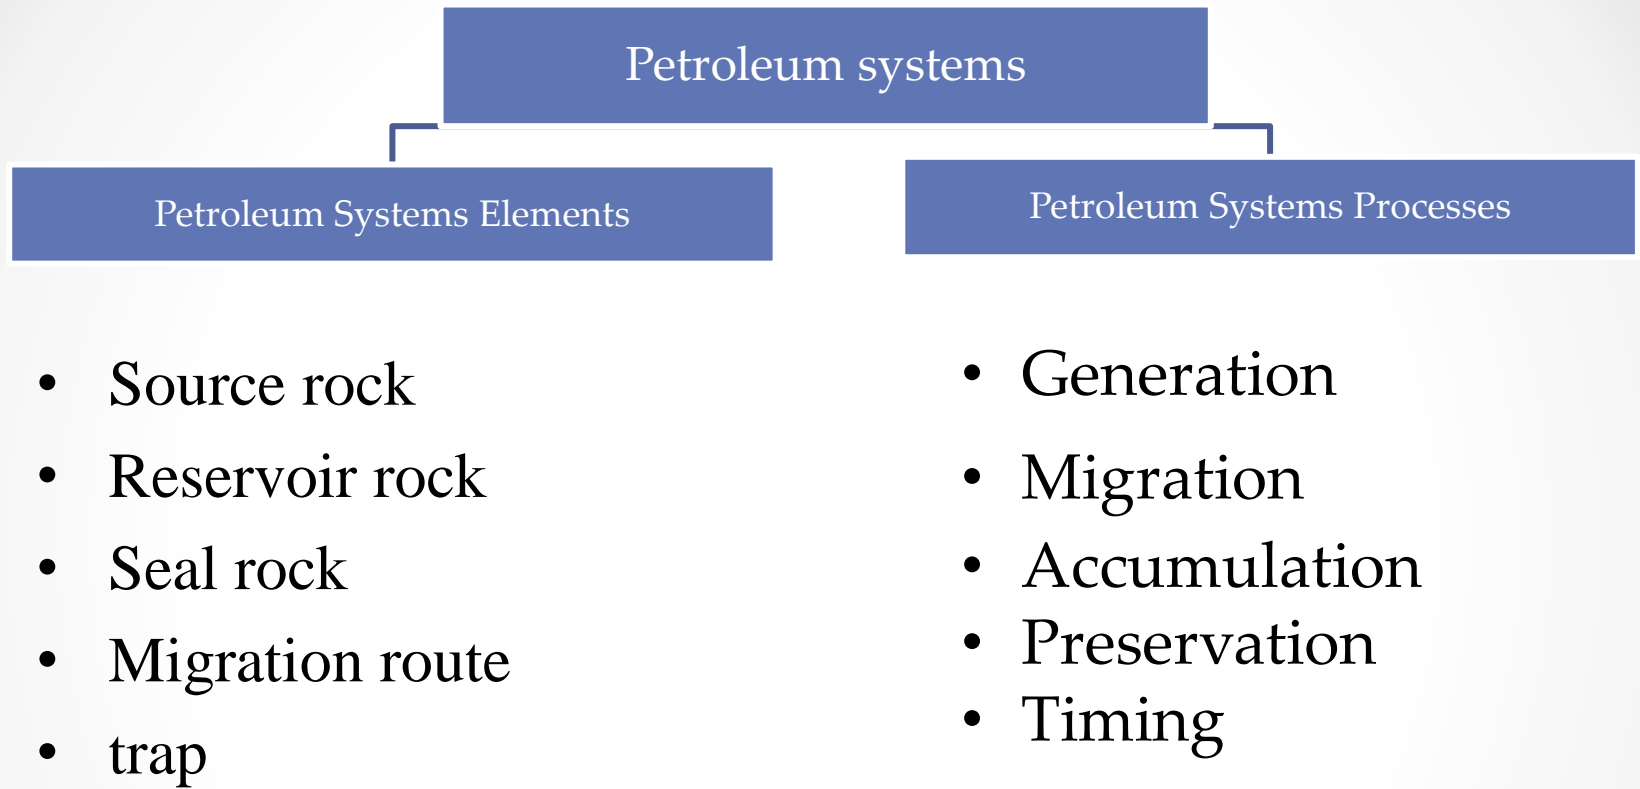 Petroleum systems
Petroleum Systems Elements
• Source rock
• Reservoir rock
• Seal rock
• Migration route
• trap
Petroleum Systems Processes
• Generation
• Migration
• Accumulation
• Preservation
• Timing